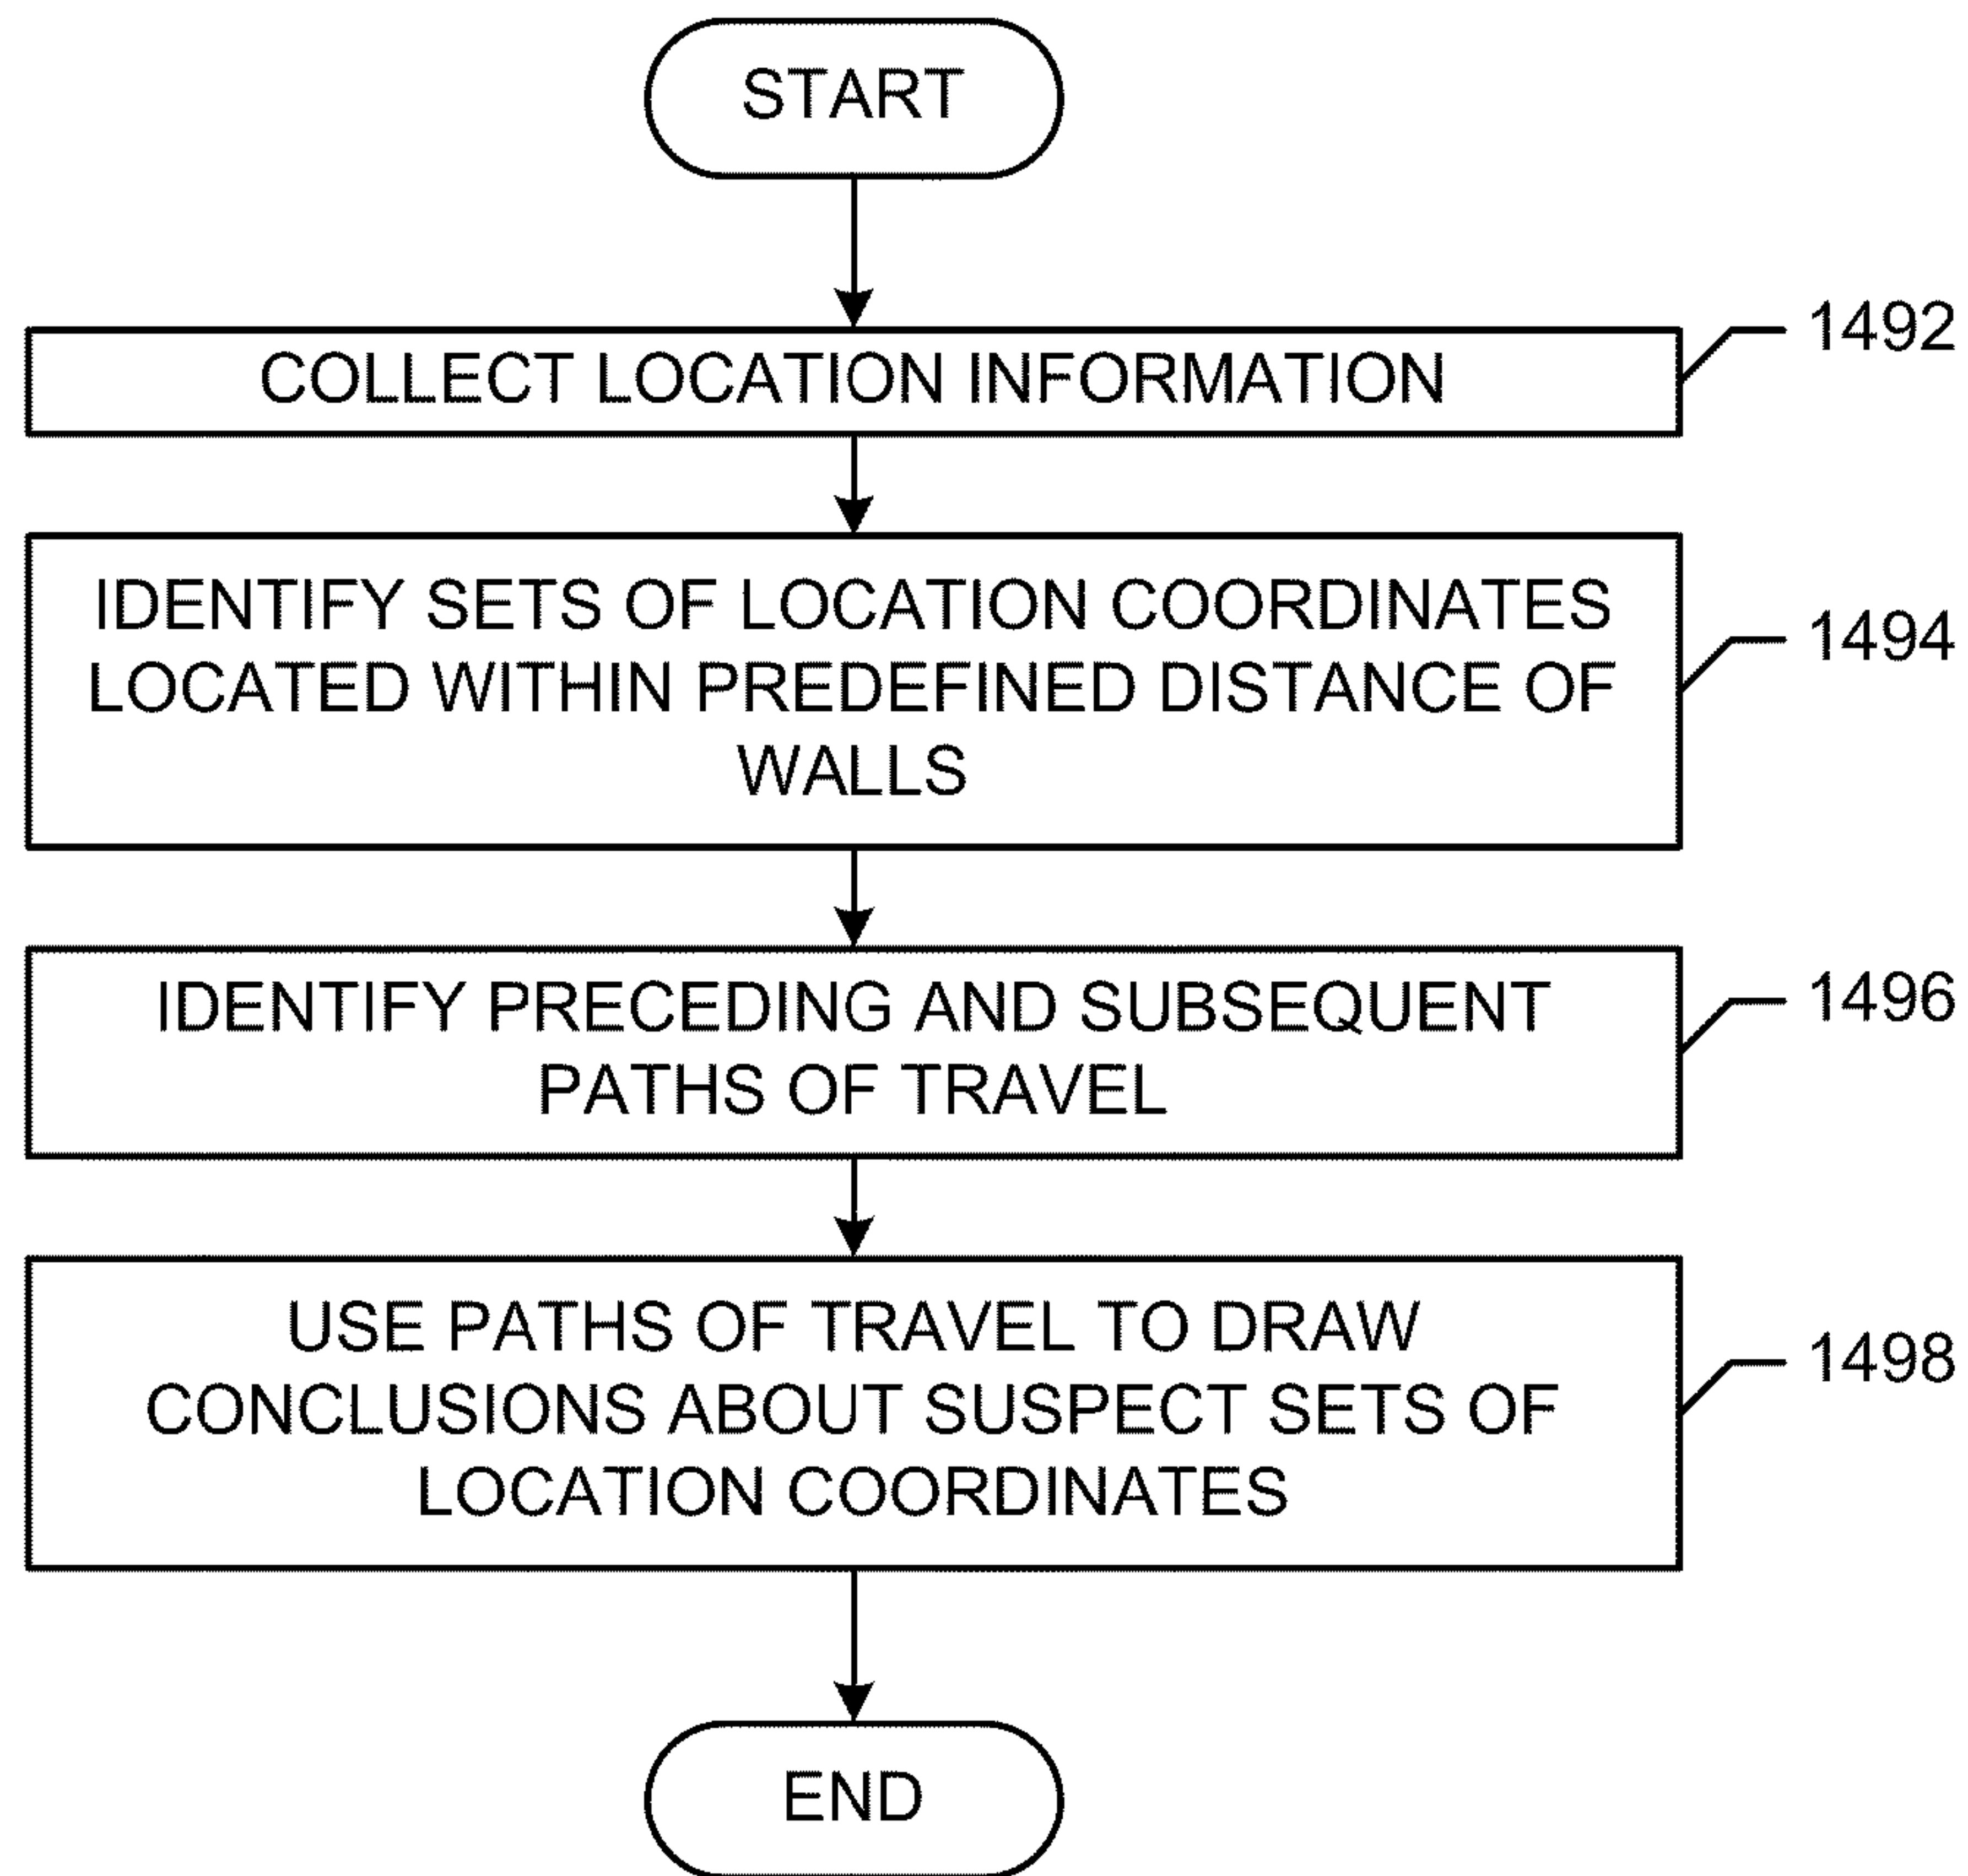 START
COLLECT LOCATION INFORMATION
1492
IDENTIFY SETS OF LOCATION COORDINATES
LOCATED WITHIN PREDEFINED DISTANCE OF
WALLS
1494
IDENTIFY PRECEDING AND SUBSEQUENT
PATHS OF TRAVEL
1496
USE PATHS OF TRAVEL TO DRAW
CONCLUSIONS ABOUT SUSPECT SETS OF
LOCATION COORDINATES
1498
END